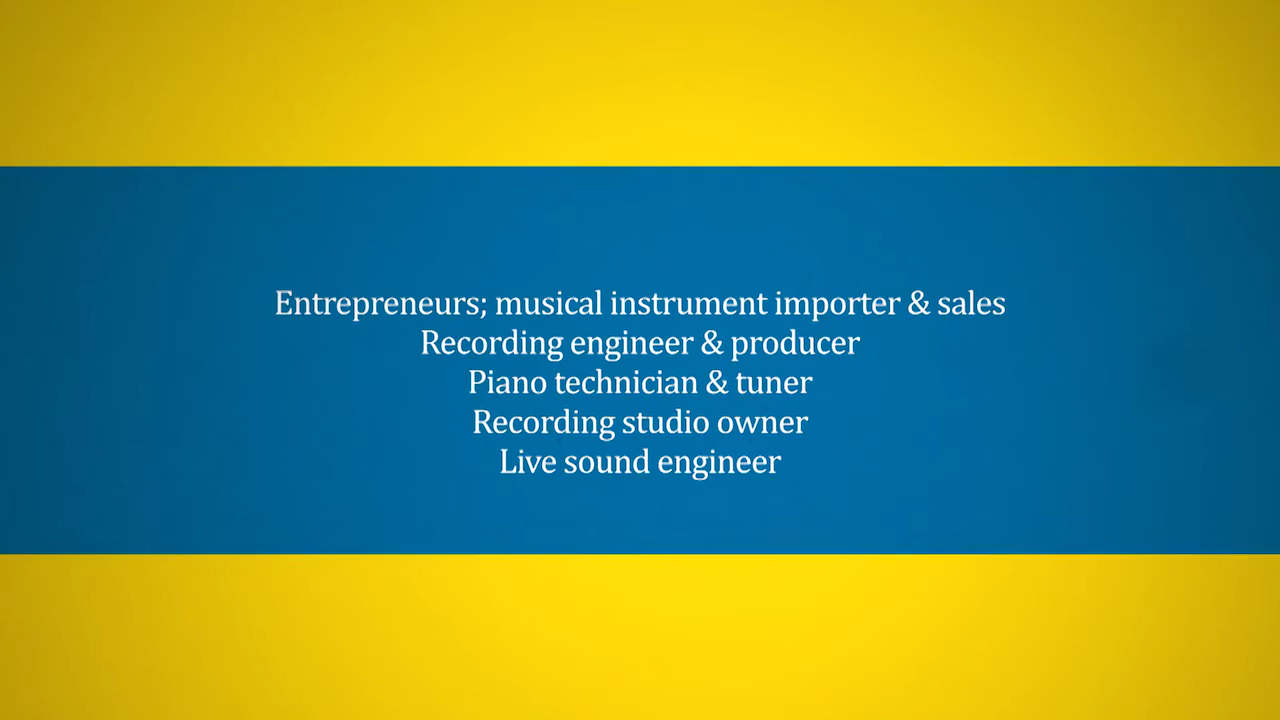 Entrepreneurs; musical instrument importer & sales
Recording engineer & producer
Piano technician & tuner
Recording studio owner
Live sound engineer